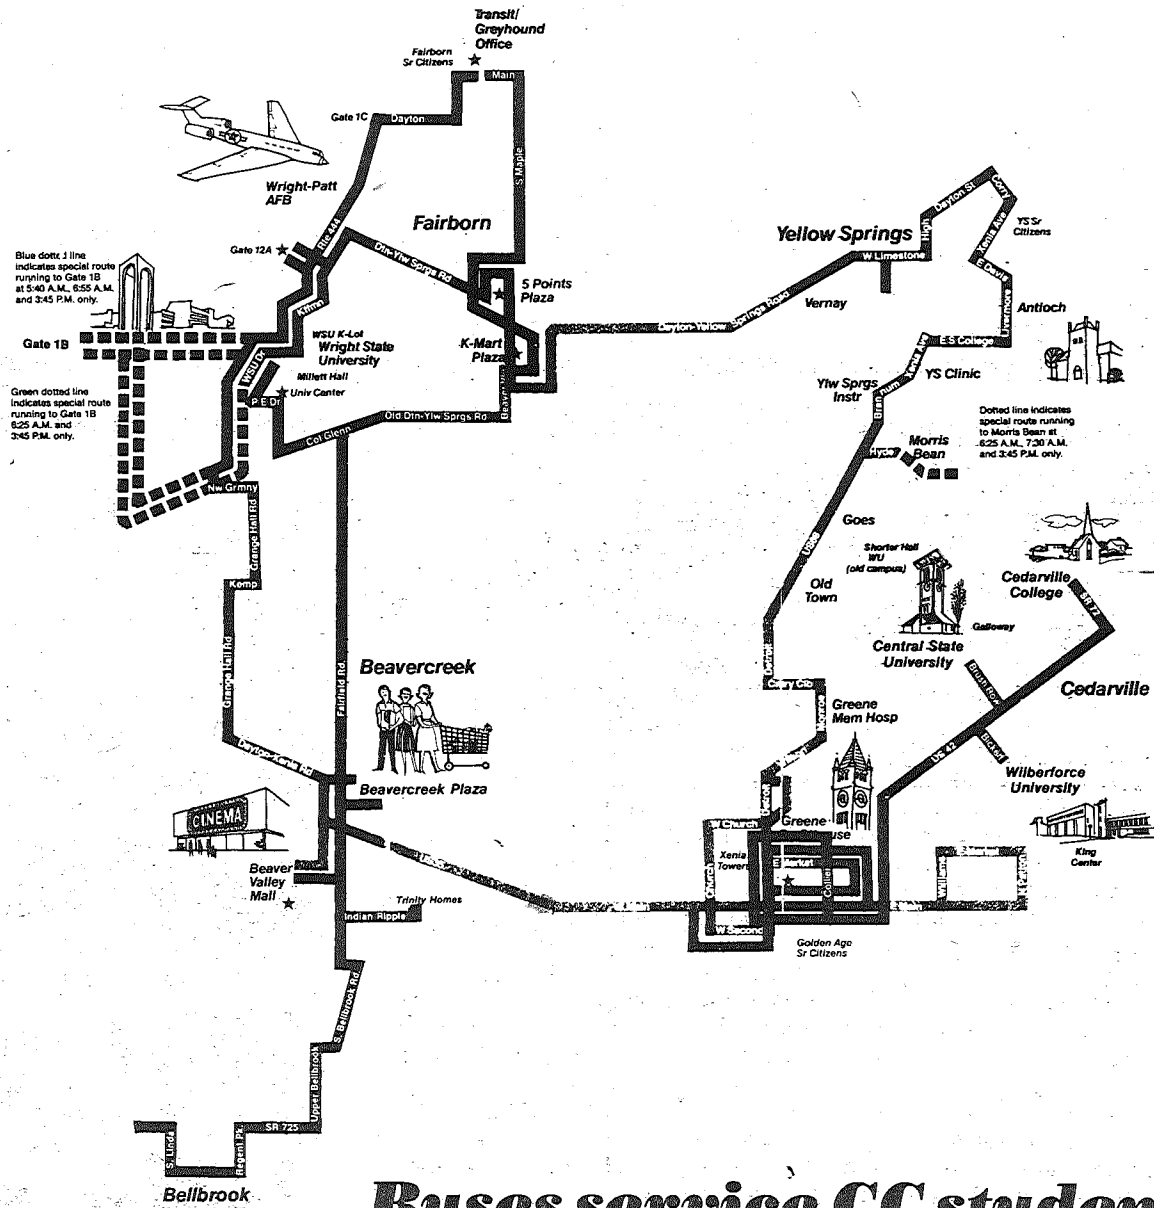 Transit/
Greyhound
Office
Fairborn
Sr Citizens
Main
Gate 1C
Dayton
S Maple
Wright-Patt
AFB
Rte 444
Fairborn
Gate 12A
Dtn-Ylw Sprgs Rd
5 Points
Plaza
K-Mart
Plaza
Blue dotted line
indicates special route
running to Gate 1B
at 5:40 A.M., 6:55 A.M.
and 3:45 P.M. only.
Gate 1B
WSU K-Lot
Wright State
University
WSU Dr
Millett Hall
Univ Center
P E Dr
Col Glenn
Old Dtn-Ylw Sprgs Rd
Green dotted line
indicates special route
running to Gate 1B
6:25 A.M. and
3:45 P.M. only.
Nw Grmny
Grange Hall Rd
Kemp
Grange Hall Rd
Fairfield Rd
Dayton-Xenia Rd
Beavercreek
Beavercreek Plaza
CINEMA
Beaver
Valley
Mall
Trinity Homes
Indian Ripple
S. Bellbrook Rd.
Upper Bellbrook
SR 725
Regent Pk.
S. Linda
Bellbrook
Yellow Springs
Dayton-Yellow Springs Road
Vernay
W Limestone
High
Dayton St
Corry
Xenia Ave
YS Sr
Citizens
E Davis
Livermore
Antioch
E S College
Xenia Ave
YS Clinic
Ylw Sprgs
Instr
Brannum
Dotted line indicates
special route running
to Morris Bean at
6:25 A.M., 7:30 A.M.
and 3:45 P.M. only.
Hyde
Morris
Bean
Goes
US68
Old
Town
Shorter Hall
WU
(old campus)
Galloway
Central State
University
Cedarville
College
SR 72
Cedarville
Brush Row
Bickett
US 42
Wilberforce
University
King
Center
Detroit
Monroe
Greene
Mem Hosp
Detroit
W Church
Church
Greene
Xenia
Towers
E Market
Collier
W Second
Golden Age
Sr Citizens
E Market
Buses service CC studen